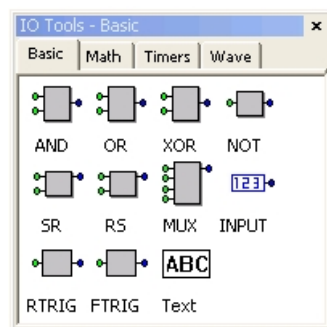 IO Tools - Basic
Basic Math Timers Wave
AND OR XOR NOT
123
SR RS MUX INPUT
ABC
RTRIG FTRIG Text